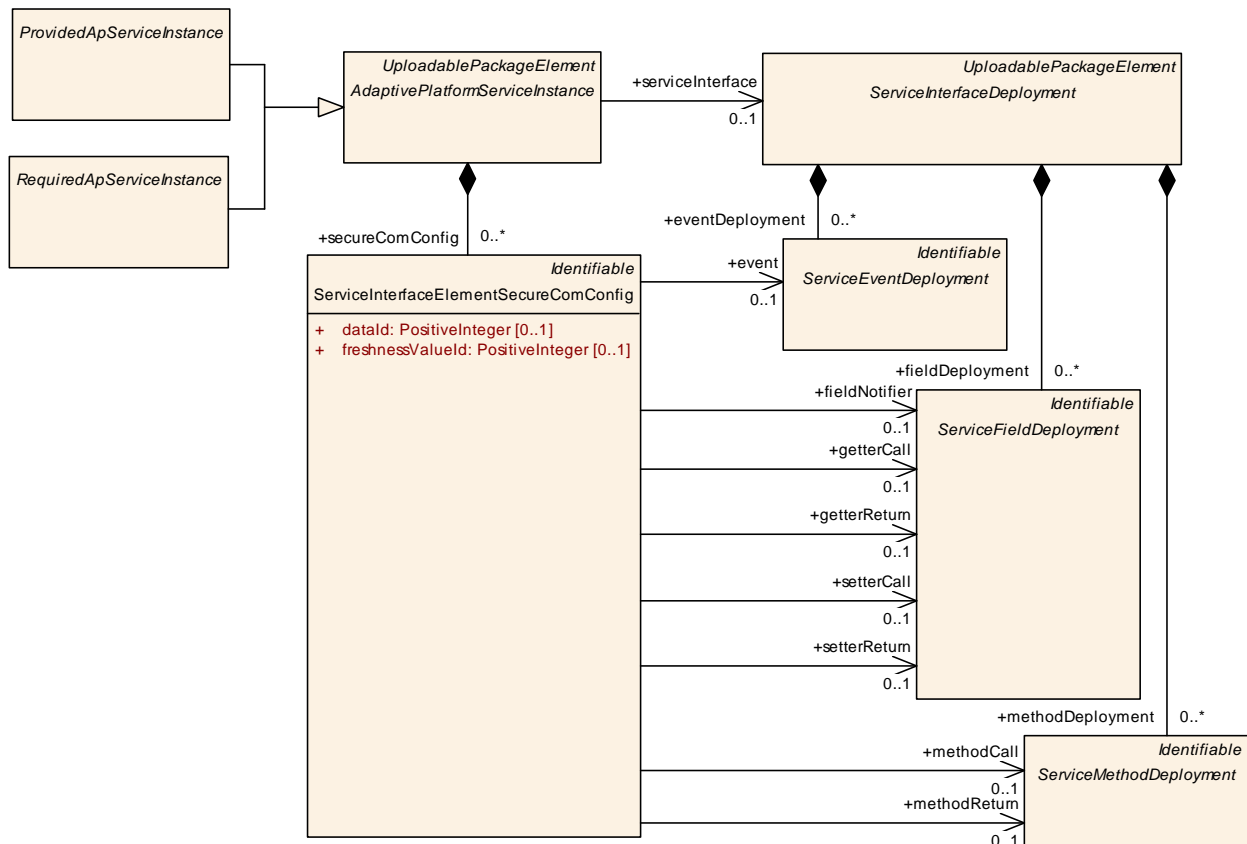 ProvidedApServiceInstance
RequiredApServiceInstance
UploadablePackageElement
AdaptivePlatformServiceInstance
+serviceInterface
0..1
UploadablePackageElement
ServiceInterfaceDeployment
+secureComConfig
0..*
+eventDeployment
0..*
Identifiable
ServiceInterfaceElementSecureComConfig
+ dataId: PositiveInteger [0..1]
+ freshnessValueId: PositiveInteger [0..1]
+event
0..1
Identifiable
ServiceEventDeployment
+fieldDeployment
0..*
+fieldNotifier
0..1
Identifiable
ServiceFieldDeployment
+getterCall
0..1
+getterReturn
0..1
+setterCall
0..1
+setterReturn
0..1
+methodDeployment
0..*
+methodCall
0..1
Identifiable
ServiceMethodDeployment
+methodReturn
0..1